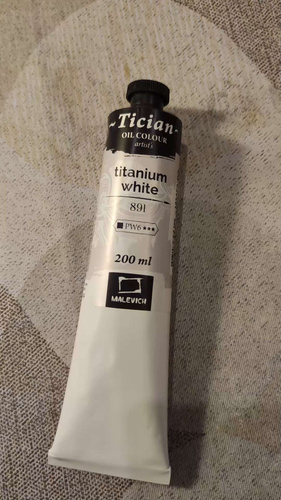 ~Tician~
OIL COLOUR
artist's
titanium
white
891
PW6 ***
200 ml
MALEVICH